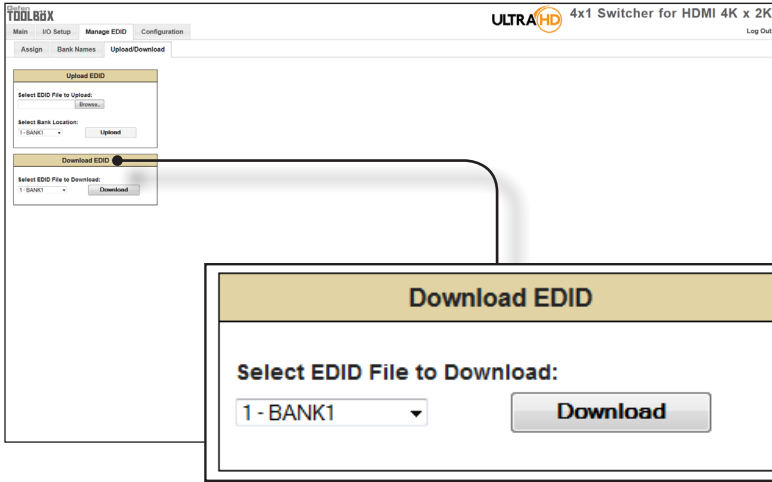 Gefen
TOOLBOX
ULTRA HD 4x1 Switcher for HDMI 4K x 2K
Main I/O Setup Manage EDID Configuration
Log Out
Assign Bank Names Upload/Download
Upload EDID
Select EDID File to Upload:
Browse..
Select Bank Location:
1 - BANK1 Upload
Download EDID
Select EDID File to Download:
1 - BANK1 Download
Download EDID
Select EDID File to Download:
1 - BANK1 Download